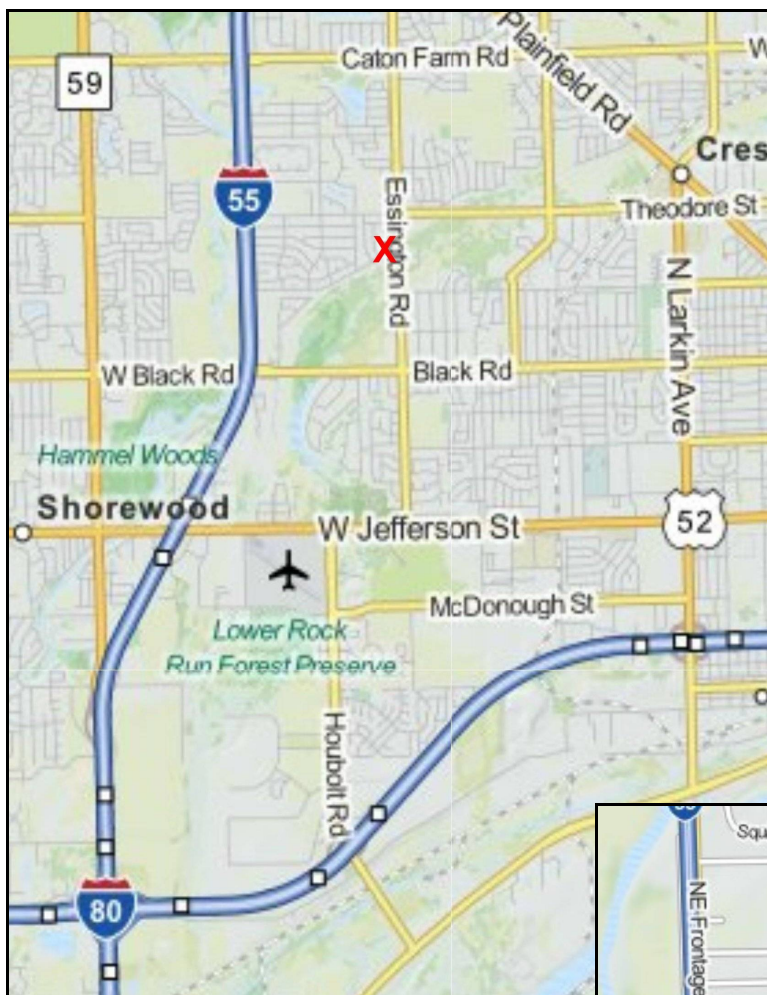 Caton Farm Rd
W
Plainfield Rd
59
Cres
55
Essington Rd
Theodore St
X
N Larkin Ave
W Black Rd
Black Rd
Hammel Woods
Shorewood
W Jefferson St
52
McDonough St
Lower Rock
Run Forest Preserve
Houbolt Rd
80
Squ
NE Frontage